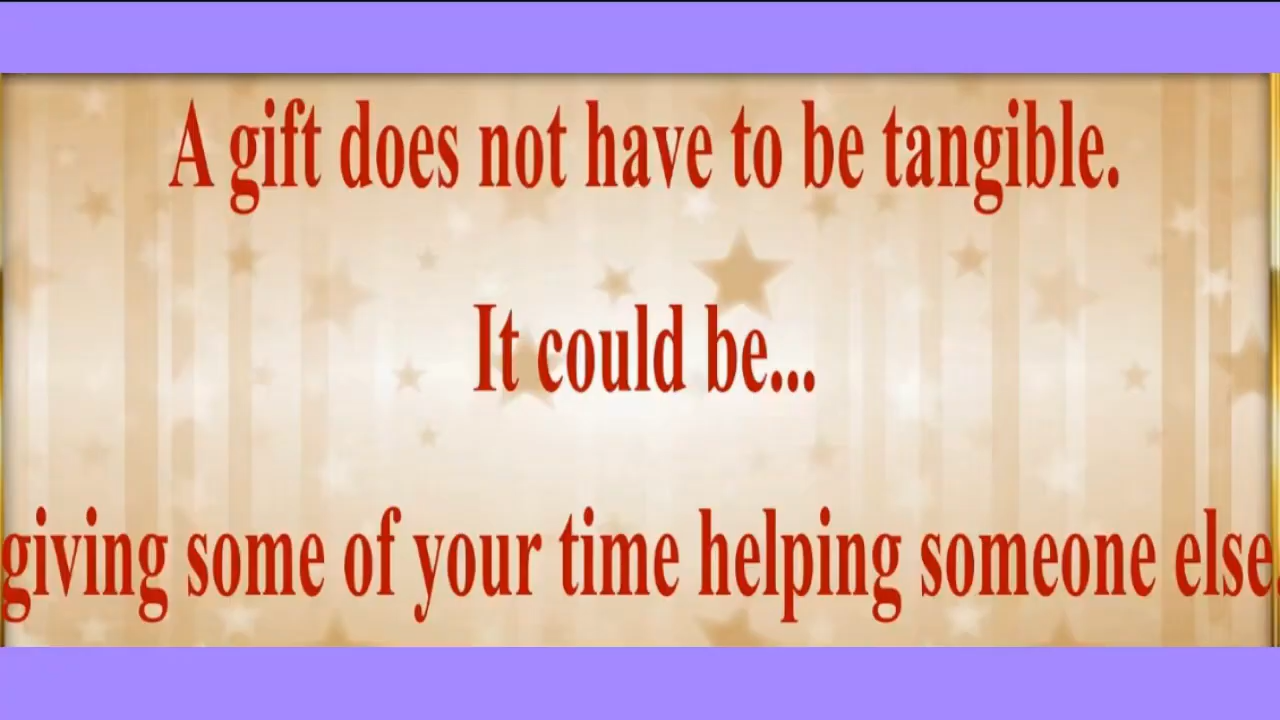 A gift does not have to be tangible.
It could be...
giving some of your time helping someone else.